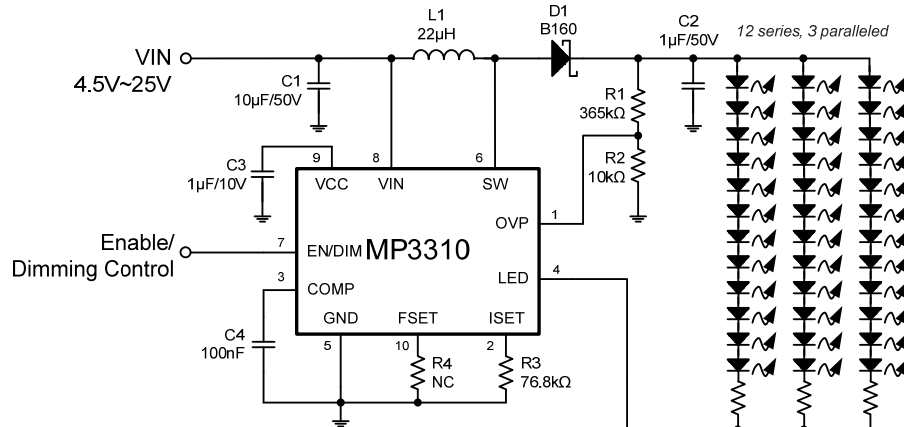 L1
22µH
D1
B160
C2
1µF/50V
12 series, 3 paralleled
VIN
4.5V~25V
C1
10µF/50V
R1
365kΩ
R2
10kΩ
C3
1µF/10V
9
8
6
VCC
VIN
SW
OVP
1
Enable/
Dimming Control
7
EN/DIM
MP3310
LED
4
3
COMP
GND
FSET
ISET
5
10
2
C4
100nF
R4
NC
R3
76.8kΩ